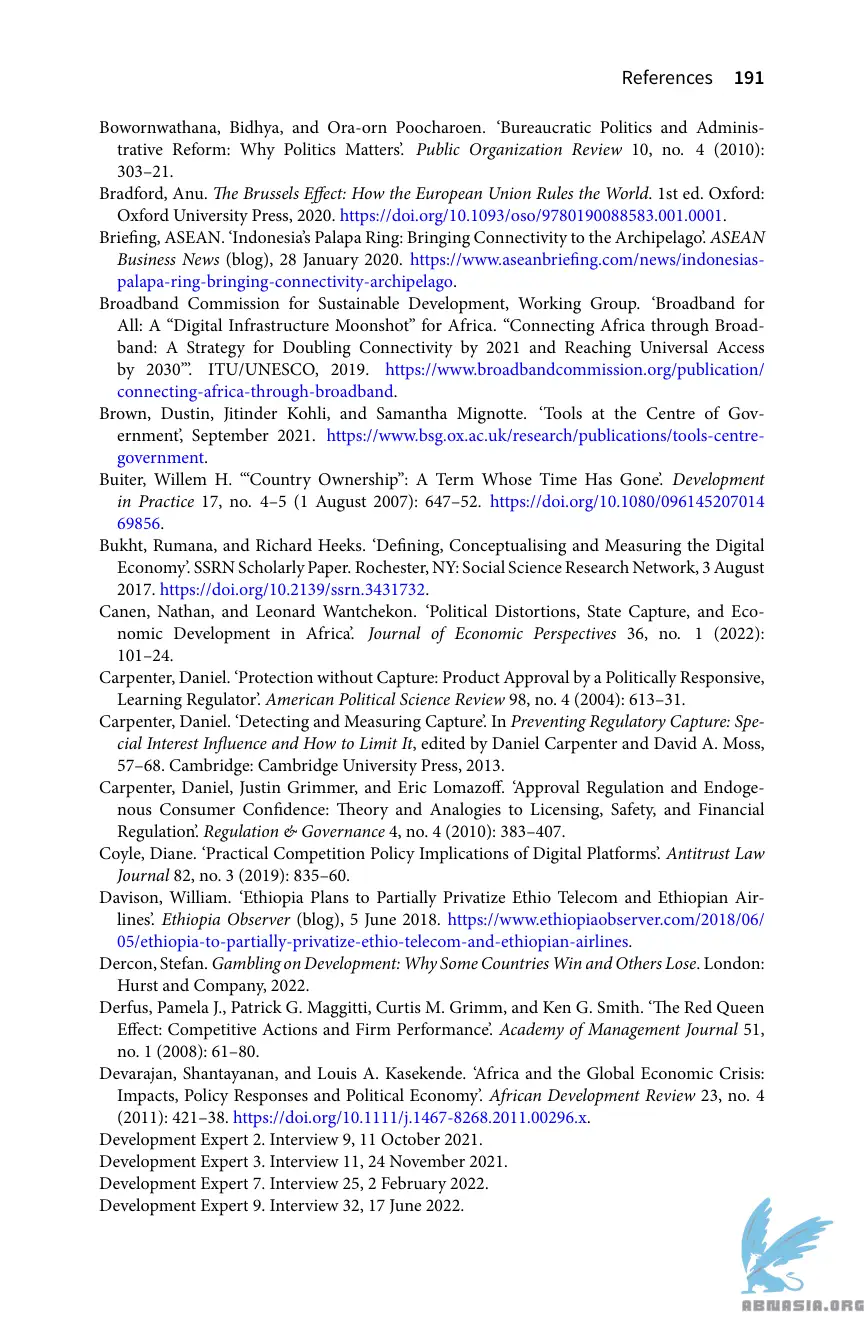 References 191
Bowornwathana, Bidhya, and Ora-orn Poocharoen. ‘Bureaucratic Politics and Adminis-
trative Reform: Why Politics Matters’. Public Organization Review 10, no. 4 (2010):
303–21.
Bradford, Anu. The Brussels Effect: How the European Union Rules the World. 1st ed. Oxford:
Oxford University Press, 2020. https://doi.org/10.1093/oso/9780190088583.001.0001.
Briefing, ASEAN. ‘Indonesia’s Palapa Ring: Bringing Connectivity to the Archipelago’. ASEAN
Business News (blog), 28 January 2020. https://www.aseanbriefing.com/news/indonesias-
palapa-ring-bringing-connectivity-archipelago.
Broadband Commission for Sustainable Development, Working Group. ‘Broadband for
All: A “Digital Infrastructure Moonshot” for Africa. “Connecting Africa through Broad-
band: A Strategy for Doubling Connectivity by 2021 and Reaching Universal Access
by 2030”’. ITU/UNESCO, 2019. https://www.broadbandcommission.org/publication/
connecting-africa-through-broadband.
Brown, Dustin, Jitinder Kohli, and Samantha Mignotte. ‘Tools at the Centre of Gov-
ernment’, September 2021. https://www.bsg.ox.ac.uk/research/publications/tools-centre-
government.
Buiter, Willem H. ‘“Country Ownership”: A Term Whose Time Has Gone’. Development
in Practice 17, no. 4–5 (1 August 2007): 647–52. https://doi.org/10.1080/096145207014
69856.
Bukht, Rumana, and Richard Heeks. ‘Defining, Conceptualising and Measuring the Digital
Economy’. SSRN Scholarly Paper. Rochester, NY: Social Science Research Network, 3 August
2017. https://doi.org/10.2139/ssrn.3431732.
Canen, Nathan, and Leonard Wantchekon. ‘Political Distortions, State Capture, and Eco-
nomic Development in Africa’. Journal of Economic Perspectives 36, no. 1 (2022):
101–24.
Carpenter, Daniel. ‘Protection without Capture: Product Approval by a Politically Responsive,
Learning Regulator’. American Political Science Review 98, no. 4 (2004): 613–31.
Carpenter, Daniel. ‘Detecting and Measuring Capture’. In Preventing Regulatory Capture: Spe-
cial Interest Influence and How to Limit It, edited by Daniel Carpenter and David A. Moss,
57–68. Cambridge: Cambridge University Press, 2013.
Carpenter, Daniel, Justin Grimmer, and Eric Lomazoff. ‘Approval Regulation and Endoge-
nous Consumer Confidence: Theory and Analogies to Licensing, Safety, and Financial
Regulation’. Regulation & Governance 4, no. 4 (2010): 383–407.
Coyle, Diane. ‘Practical Competition Policy Implications of Digital Platforms’. Antitrust Law
Journal 82, no. 3 (2019): 835–60.
Davison, William. ‘Ethiopia Plans to Partially Privatize Ethio Telecom and Ethiopian Air-
lines’. Ethiopia Observer (blog), 5 June 2018. https://www.ethiopiaobserver.com/2018/06/
05/ethiopia-to-partially-privatize-ethio-telecom-and-ethiopian-airlines.
Dercon, Stefan. Gambling on Development: Why Some Countries Win and Others Lose. London:
Hurst and Company, 2022.
Derfus, Pamela J., Patrick G. Maggitti, Curtis M. Grimm, and Ken G. Smith. ‘The Red Queen
Effect: Competitive Actions and Firm Performance’. Academy of Management Journal 51,
no. 1 (2008): 61–80.
Devarajan, Shantayanan, and Louis A. Kasekende. ‘Africa and the Global Economic Crisis:
Impacts, Policy Responses and Political Economy’. African Development Review 23, no. 4
(2011): 421–38. https://doi.org/10.1111/j.1467-8268.2011.00296.x.
Development Expert 2. Interview 9, 11 October 2021.
Development Expert 3. Interview 11, 24 November 2021.
Development Expert 7. Interview 25, 2 February 2022.
Development Expert 9. Interview 32, 17 June 2022.
ABNASIA.ORG